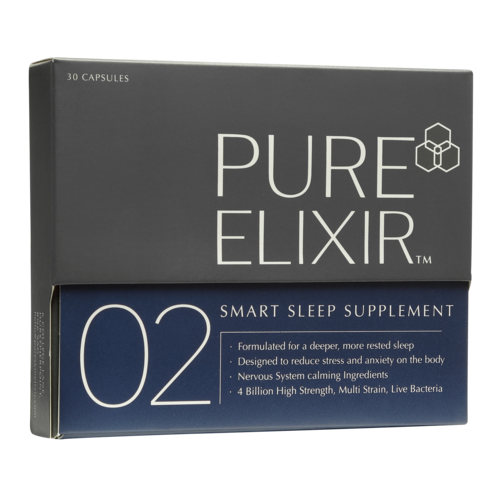 30 CAPSULES
PURE
ELIXIR™
02
SMART SLEEP SUPPLEMENT
· Formulated for a deeper, more rested sleep
· Designed to reduce stress and anxiety on the body
· Nervous System calming Ingredients
· 4 Billion High Strength, Multi Strain, Live Bacteria